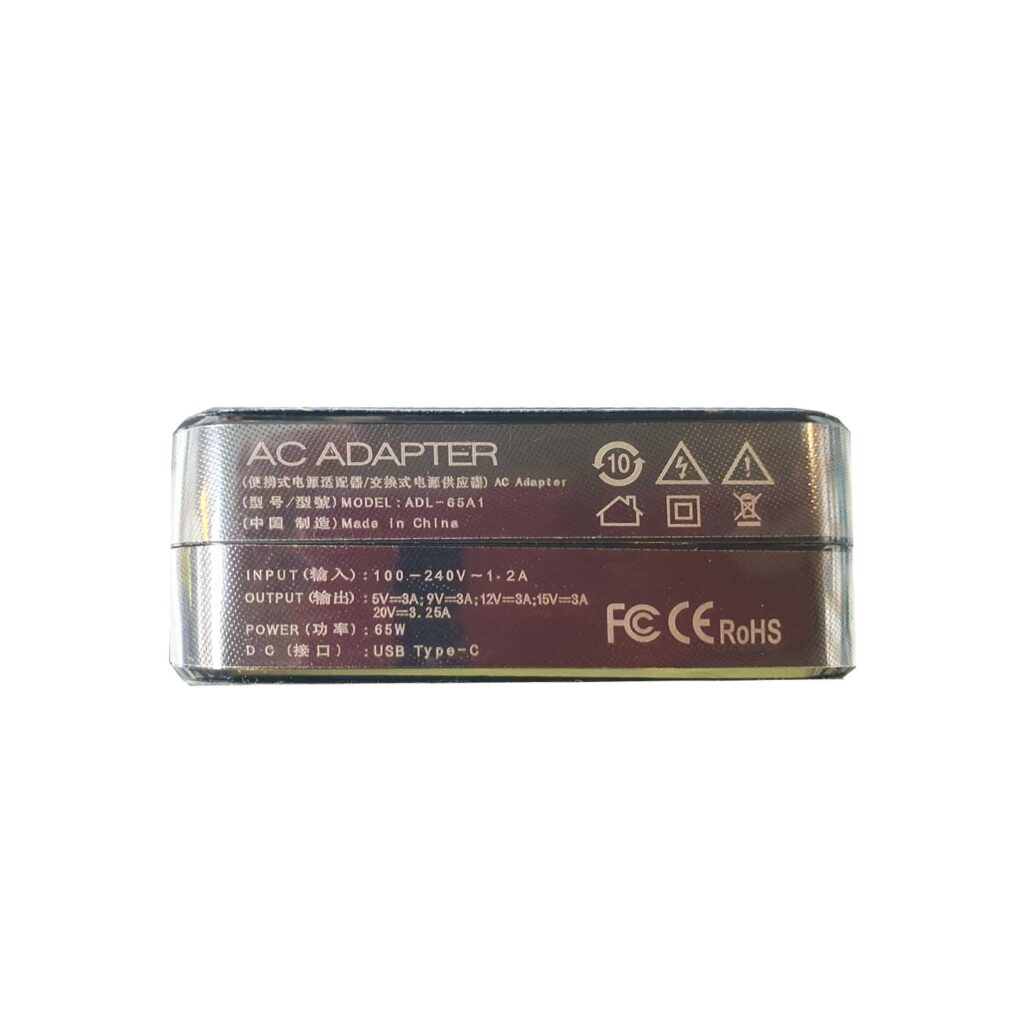 AC ADAPTER
(便携式电源适配器/交换式电源供应器) AC Adapter
(型号/型號) MODEL: ADL-65A1
(中国 制造) Made in China
10
INPUT (輸入) : 100-240V~1.2A
OUTPUT (输出) : 5V⎓3A;9V⎓3A;12V⎓3A;15V⎓3A
20V⎓3.25A
POWER (功率) : 65W
DC (接口) : USB Type-C
FC CE RoHS